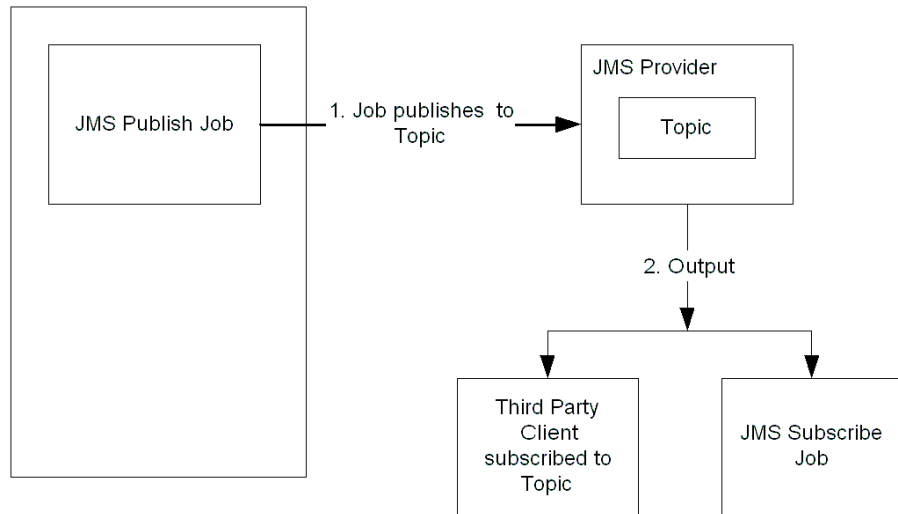 JMS Publish Job
1. Job publishes to
Topic
JMS Provider
Topic
2. Output
Third Party
Client
subscribed to
Topic
JMS Subscribe
Job